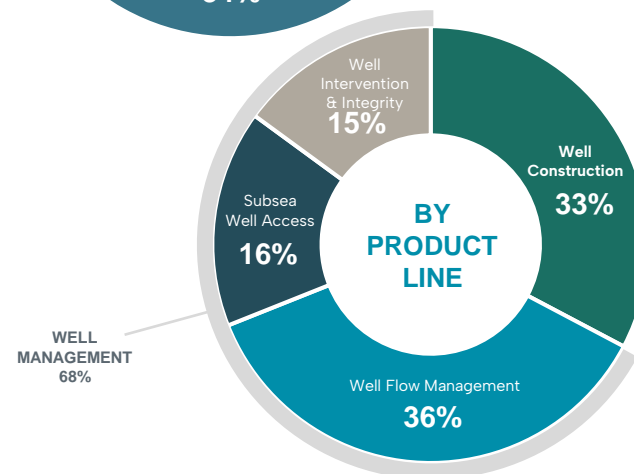 Well
Intervention
& Integrity
15%
Well
Construction
33%
Subsea
Well Access
16%
BY
PRODUCT
LINE
WELL
MANAGEMENT
68%
Well Flow Management
36%